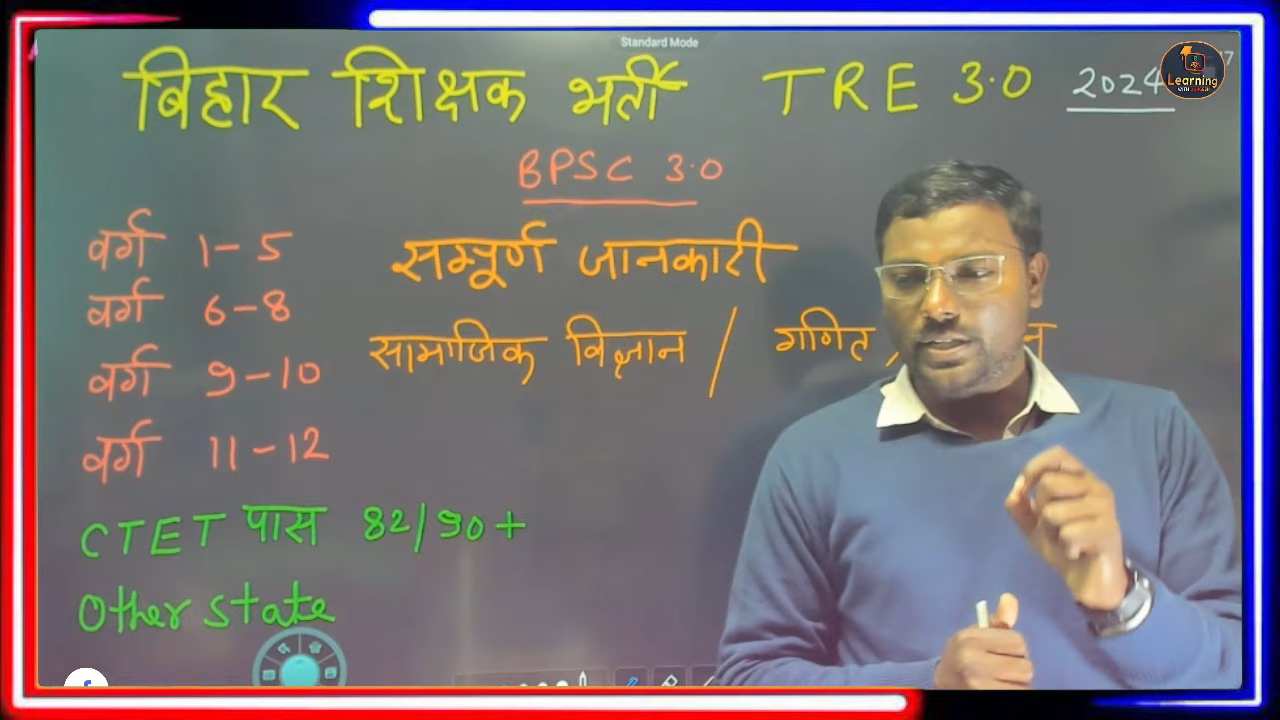 Standard Mode
बिहार शिक्षक भर्ती TRE 3.0 2024
Learning
BPSC 3.0
वर्ग 1-5
सम्पूर्ण जानकारी
वर्ग 6-8
सामाजिक विज्ञान / गणित,
वर्ग 9-10
वर्ग 11-12
CTET पास 82/90+
Other state